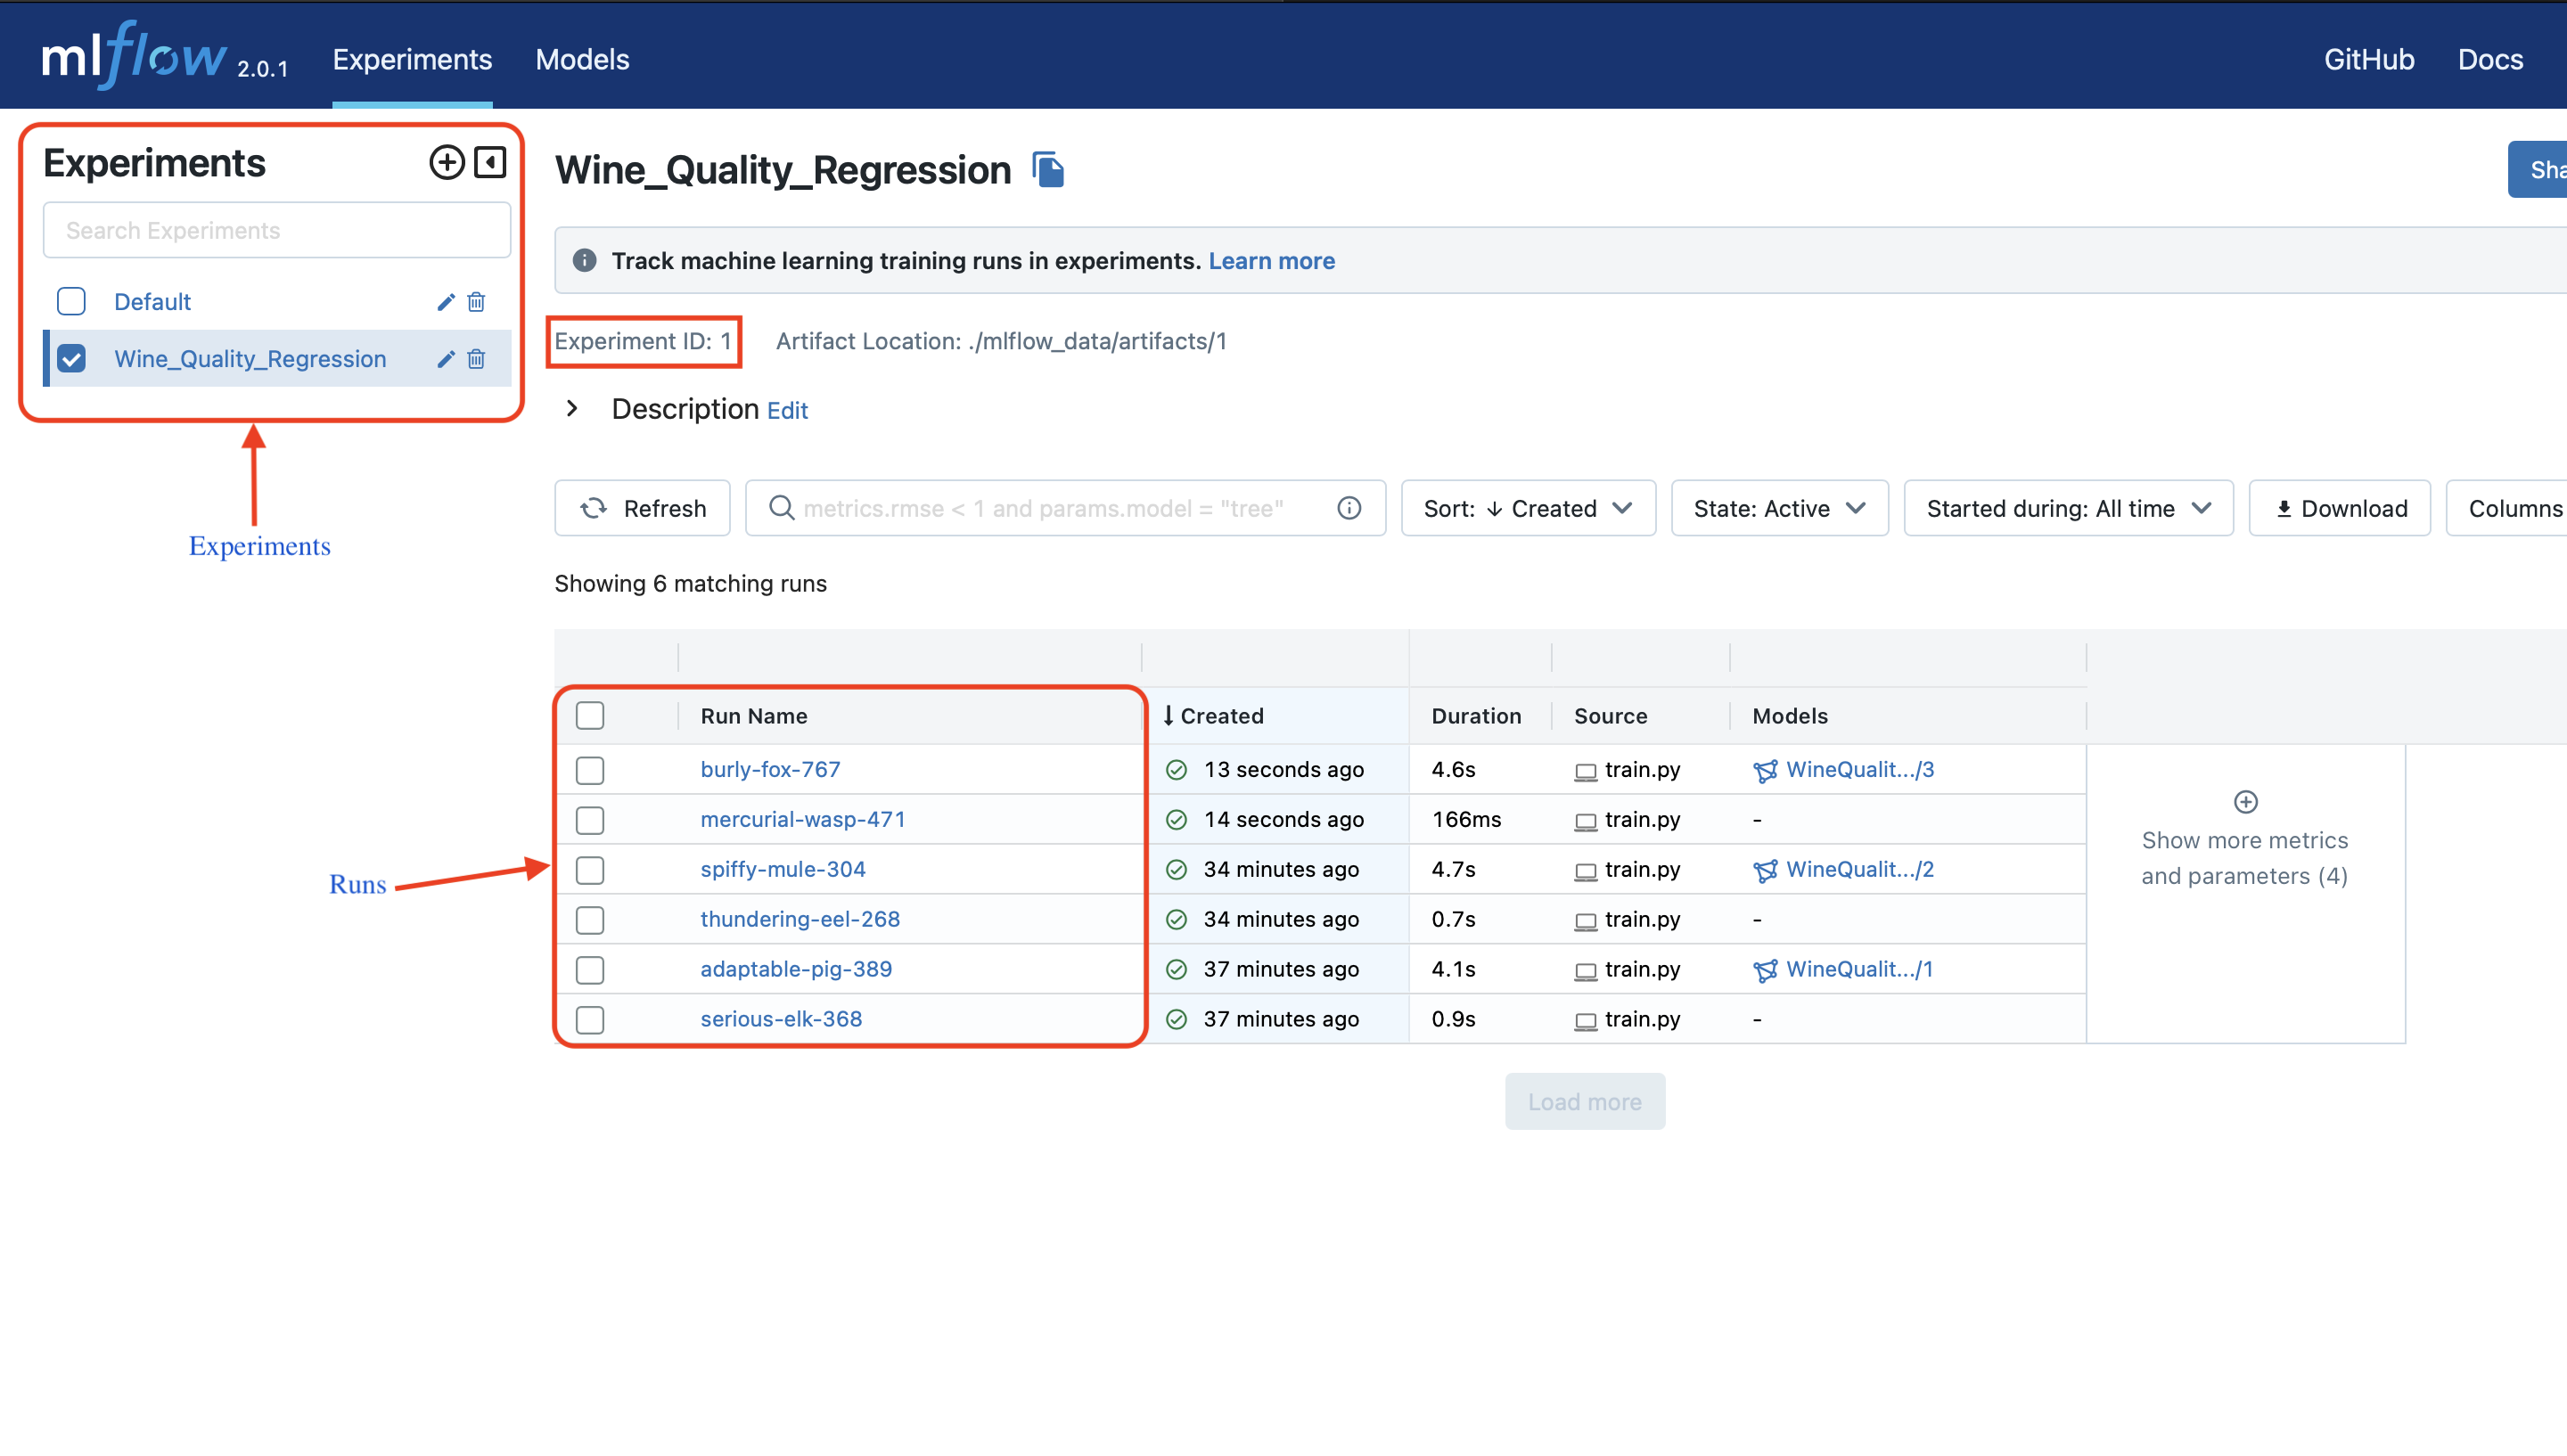 mlflow 2.0.1 Experiments Models GitHub Docs
Experiments
Search Experiments
Default
Wine_Quality_Regression
Experiments
Wine_Quality_Regression
Sha
Track machine learning training runs in experiments. Learn more
Experiment ID: 1 Artifact Location: ./mlflow_data/artifacts/1
Description Edit
Refresh metrics.rmse < 1 and params.model = "tree" Sort: ↓ Created State: Active Started during: All time Download Columns
Showing 6 matching runs
Run Name ↓ Created Duration Source Models
burly-fox-767 13 seconds ago 4.6s train.py WineQualit.../3
mercurial-wasp-471 14 seconds ago 166ms train.py -
spiffy-mule-304 34 minutes ago 4.7s train.py WineQualit.../2
thundering-eel-268 34 minutes ago 0.7s train.py -
adaptable-pig-389 37 minutes ago 4.1s train.py WineQualit.../1
serious-elk-368 37 minutes ago 0.9s train.py -
Show more metrics
and parameters (4)
Runs
Load more